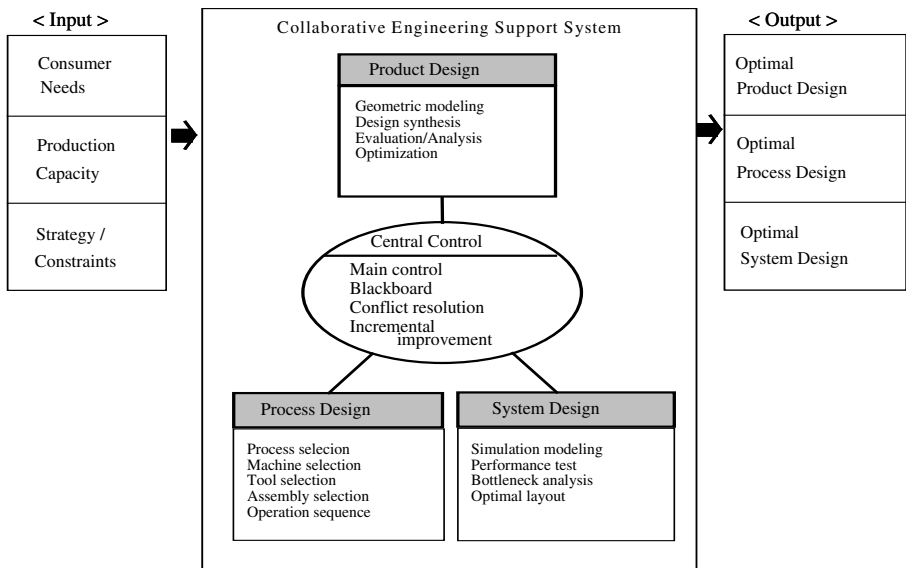 < Input >
Consumer
Needs
Production
Capacity
Strategy /
Constraints
Collaborative Engineering Support System
Product Design
Geometric modeling
Design synthesis
Evaluation/Analysis
Optimization
Central Control
Main control
Blackboard
Conflict resolution
Incremental
improvement
Process Design
Process selecion
Machine selection
Tool selection
Assembly selection
Operation sequence
System Design
Simulation modeling
Performance test
Bottleneck analysis
Optimal layout
< Output >
Optimal
Product Design
Optimal
Process Design
Optimal
System Design